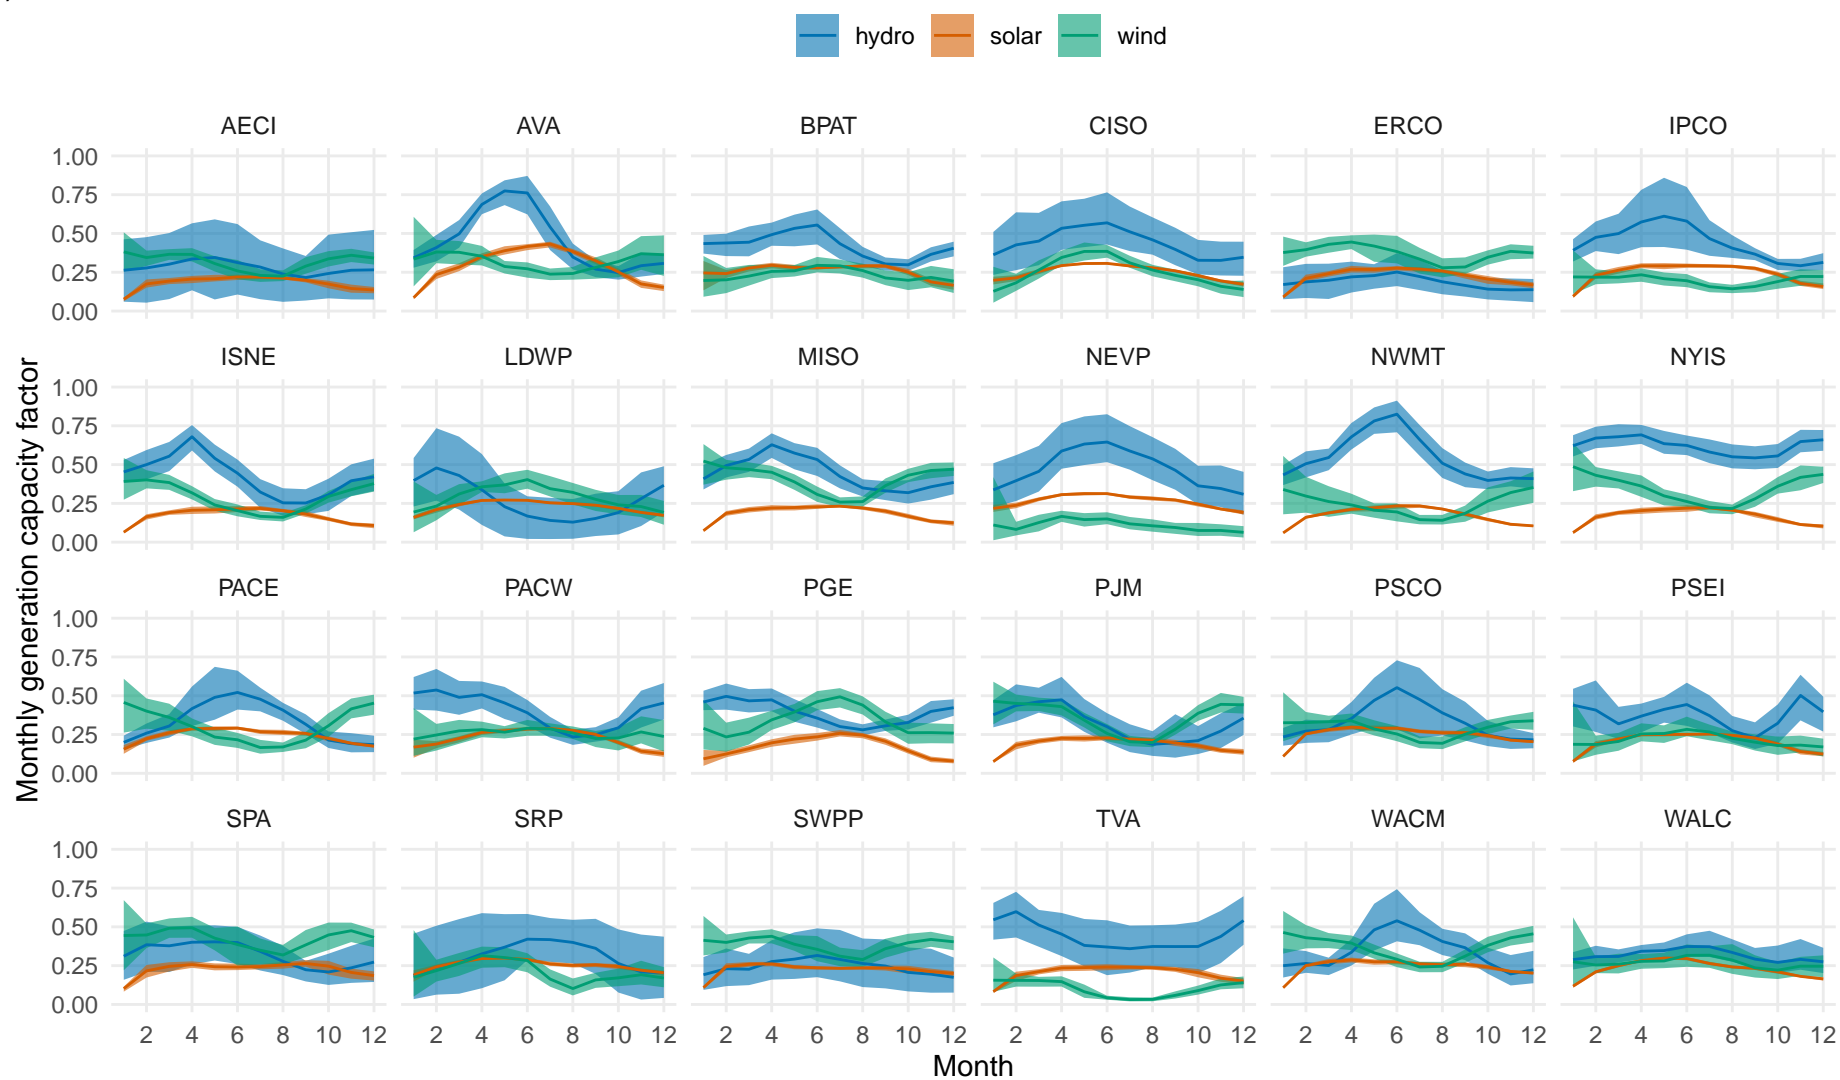 hydro solar wind
AECI AVA BPAT CISO ERCO IPCO
1.00
0.75
0.50
0.25
0.00
ISNE LDWP MISO NEVP NWMT NYIS
1.00
0.75
0.50
0.25
0.00
Monthly generation capacity factor
PACE PACW PGE PJM PSCO PSEI
1.00
0.75
0.50
0.25
0.00
SPA SRP SWPP TVA WACM WALC
1.00
0.75
0.50
0.25
0.00
2 4 6 8 10 12 2 4 6 8 10 12 2 4 6 8 10 12 2 4 6 8 10 12 2 4 6 8 10 12 2 4 6 8 10 12
Month